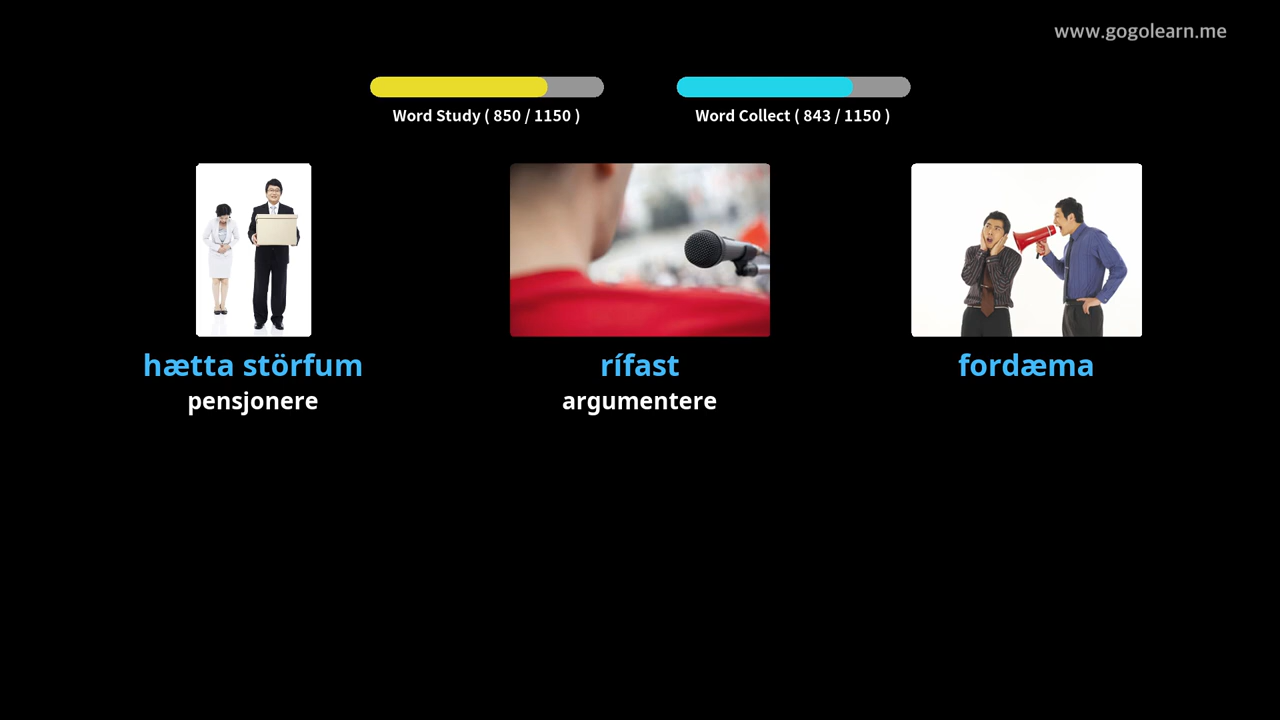 www.gogolearn.me
Word Study ( 850 / 1150 )
Word Collect ( 843 / 1150 )
hætta störfum
pensjonere
rífast
argumentere
fordæma